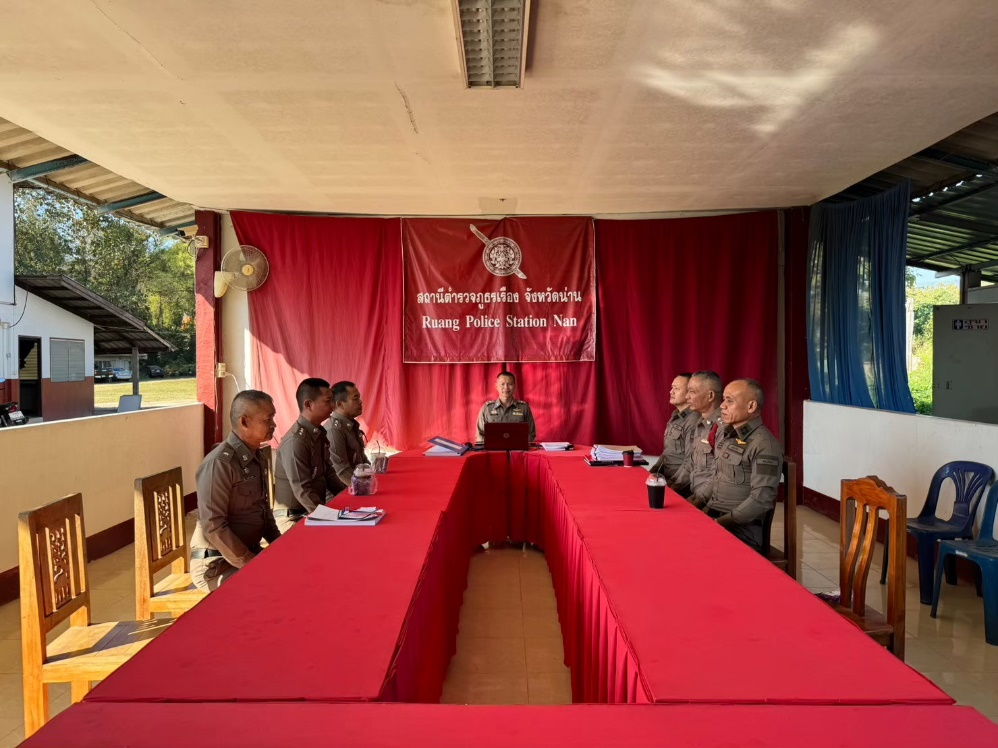 สถานีตำรวจภูธรเรือง จังหวัดน่าน
Ruang Police Station Nan